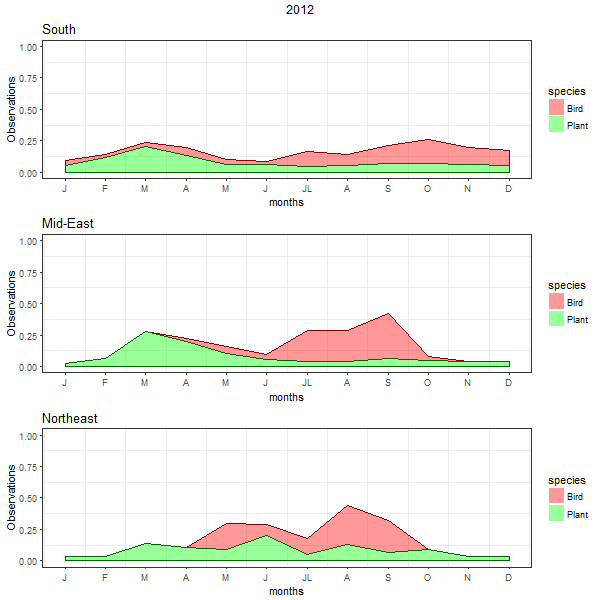 2012
South
1.00
0.75
0.50
0.25
0.00
Observations
J F M A M J JL A S O N D
months
species
Bird
Plant
Mid-East
1.00
0.75
0.50
0.25
0.00
Observations
J F M A M J JL A S O N D
months
species
Bird
Plant
Northeast
1.00
0.75
0.50
0.25
0.00
Observations
J F M A M J JL A S O N D
months
species
Bird
Plant